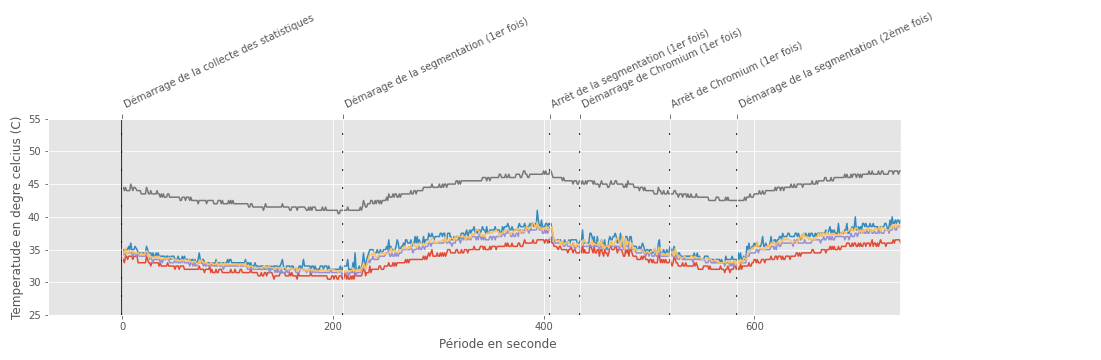 Démarrage de la collecte des statistiques
Démarage de la segmentation (1er fois)
Arrêt de la segmentation (1er fois)
Démarrage de Chromium (1er fois)
Arrêt de Chromium (1er fois)
Démarage de la segmentation (2ème fois)
Temperatude en degre celcius (C)
55
50
45
40
35
30
25
0
200
400
600
Période en seconde